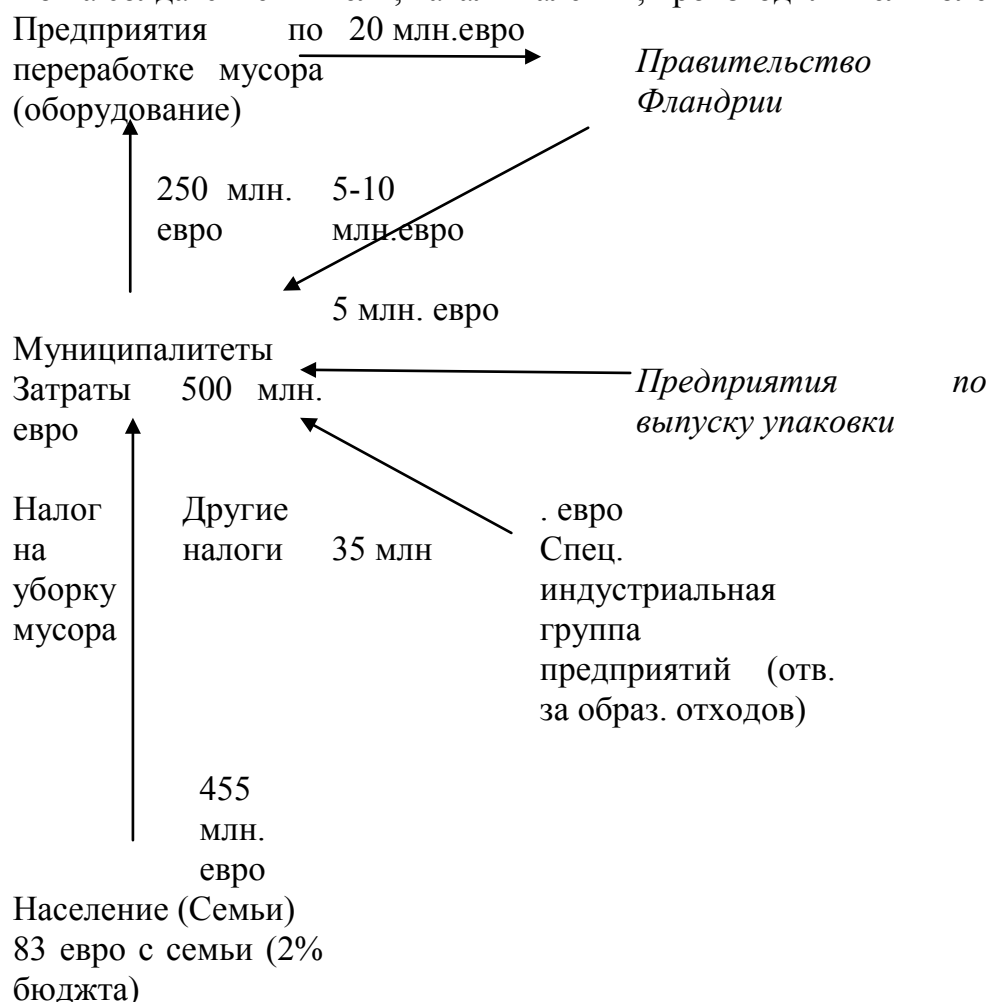 Предприятия по 20 млн.евро
переработке мусора
(оборудование)
Правительство
Фландрии
250 млн. 5-10
евро млн.евро
5 млн. евро
Муниципалитеты
Затраты 500 млн.
евро
Предприятия по
выпуску упаковки
Налог Другие . евро
на налоги 35 млн Спец.
уборку индустриальная
мусора группа
предприятий (отв.
за образ. отходов)
455
млн.
евро
Население (Семьи)
83 евро с семьи (2%
бюджта)